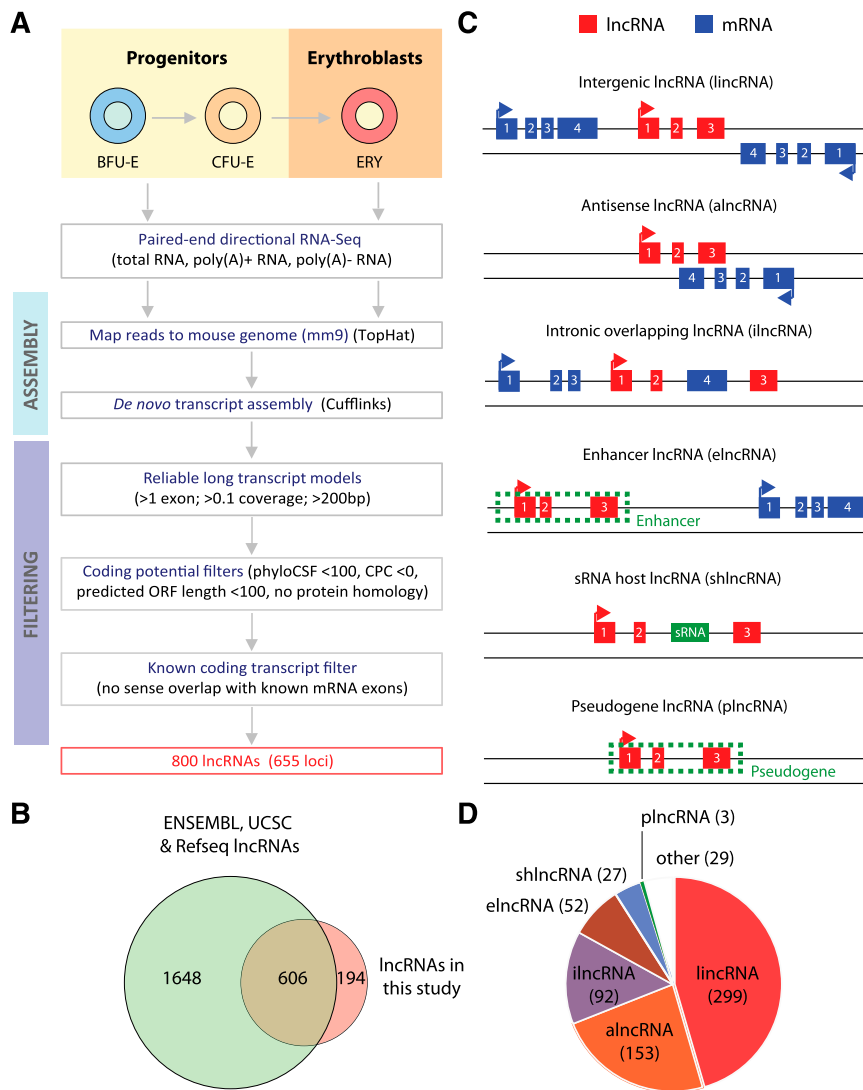 A
Progenitors
Erythroblasts
BFU-E
CFU-E
ERY
Paired-end directional RNA-Seq
(total RNA, poly(A)+ RNA, poly(A)- RNA)
ASSEMBLY
Map reads to mouse genome (mm9) (TopHat)
De novo transcript assembly (Cufflinks)
FILTERING
Reliable long transcript models
(>1 exon; >0.1 coverage; >200bp)
Coding potential filters (phyloCSF <100, CPC <0,
predicted ORF length <100, no protein homology)
Known coding transcript filter
(no sense overlap with known mRNA exons)
800 lncRNAs (655 loci)
B
ENSEMBL, UCSC
& Refseq lncRNAs
1648
606
194
lncRNAs in
this study
C
lncRNA
mRNA
Intergenic lncRNA (lincRNA)
1 2 3 4 1 2 3
4 3 2 1
Antisense lncRNA (alncRNA)
1 2 3
4 3 2 1
Intronic overlapping lncRNA (ilncRNA)
1 2 3 1 2 4 3
Enhancer lncRNA (elncRNA)
1 2 3 1 2 3 4
Enhancer
sRNA host lncRNA (shlncRNA)
1 2 sRNA 3
Pseudogene lncRNA (plncRNA)
1 2 3
Pseudogene
D
plncRNA (3)
other (29)
shlncRNA (27)
elncRNA (52)
ilncRNA
(92)
lincRNA
(299)
alncRNA
(153)